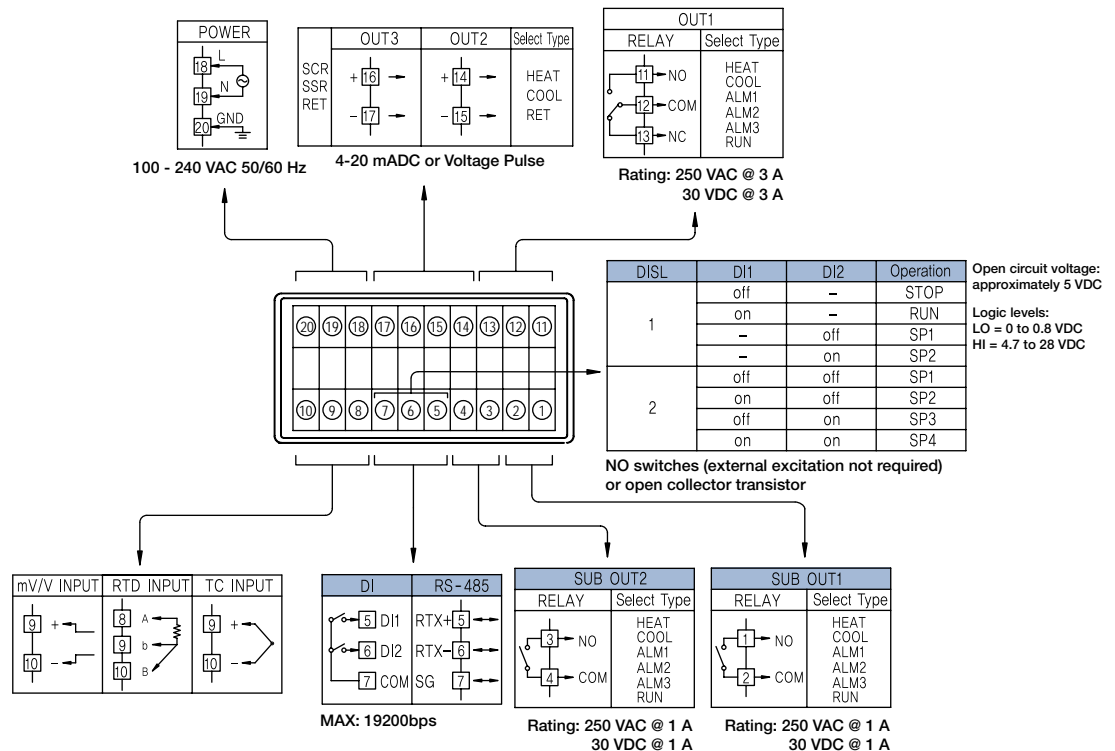 POWER
18 L
19 N
20 GND
100 - 240 VAC 50/60 Hz
OUT3 OUT2 Select Type
SCR
SSR
RET
+ 16
- 17
+ 14
- 15
HEAT
COOL
RET
4-20 mADC or Voltage Pulse
OUT1
RELAY Select Type
11 NO
12 COM
13 NC
HEAT
COOL
ALM1
ALM2
ALM3
RUN
Rating: 250 VAC @ 3 A
30 VDC @ 3 A
20 19 18 17 16 15 14 13 12 11
10 9 8 7 6 5 4 3 2 1
DISL DI1 DI2 Operation
1 off – STOP
on – RUN
– off SP1
– on SP2
2 off off SP1
on off SP2
off on SP3
on on SP4
Open circuit voltage:
approximately 5 VDC
Logic levels:
LO = 0 to 0.8 VDC
HI = 4.7 to 28 VDC
NO switches (external excitation not required)
or open collector transistor
mV/V INPUT RTD INPUT TC INPUT
9 +
10 -
8 A
9 b
10 B
9 +
10 -
DI RS-485
5 DI1 RTX+ 5
6 DI2 RTX- 6
7 COM SG 7
MAX: 19200bps
SUB OUT2
RELAY Select Type
3 NO
4 COM
HEAT
COOL
ALM1
ALM2
ALM3
RUN
Rating: 250 VAC @ 1 A
30 VDC @ 1 A
SUB OUT1
RELAY Select Type
1 NO
2 COM
HEAT
COOL
ALM1
ALM2
ALM3
RUN
Rating: 250 VAC @ 1 A
30 VDC @ 1 A